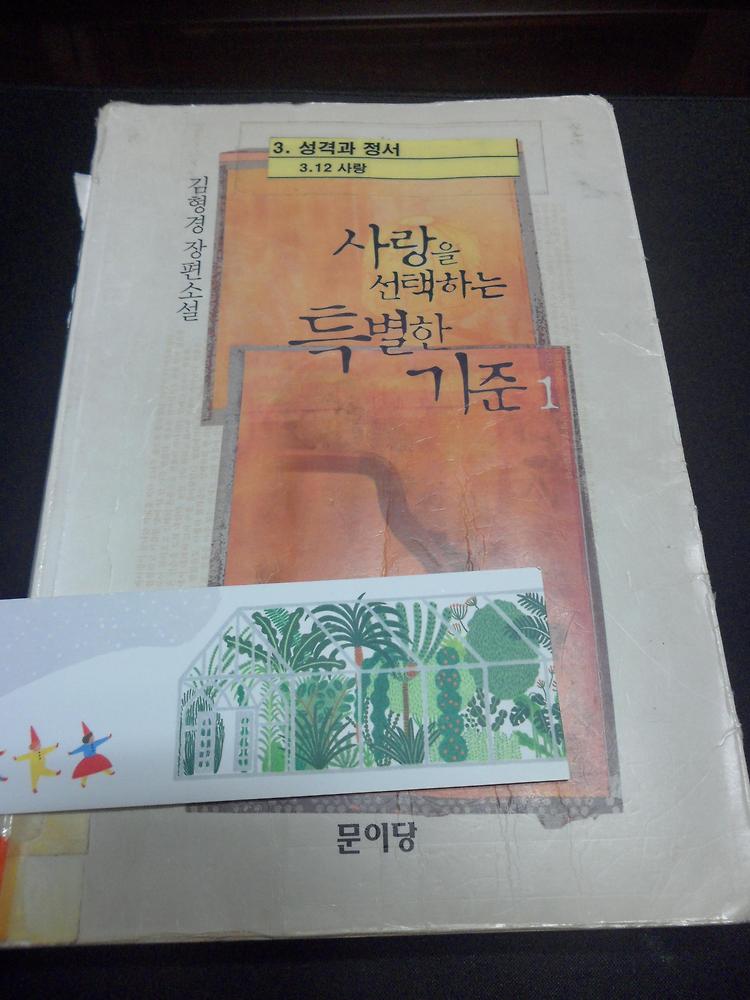 3. 성격과 정서
3.12 사랑
김형경 장편소설
사랑을
선택하는
특별한
기준 1
문이당